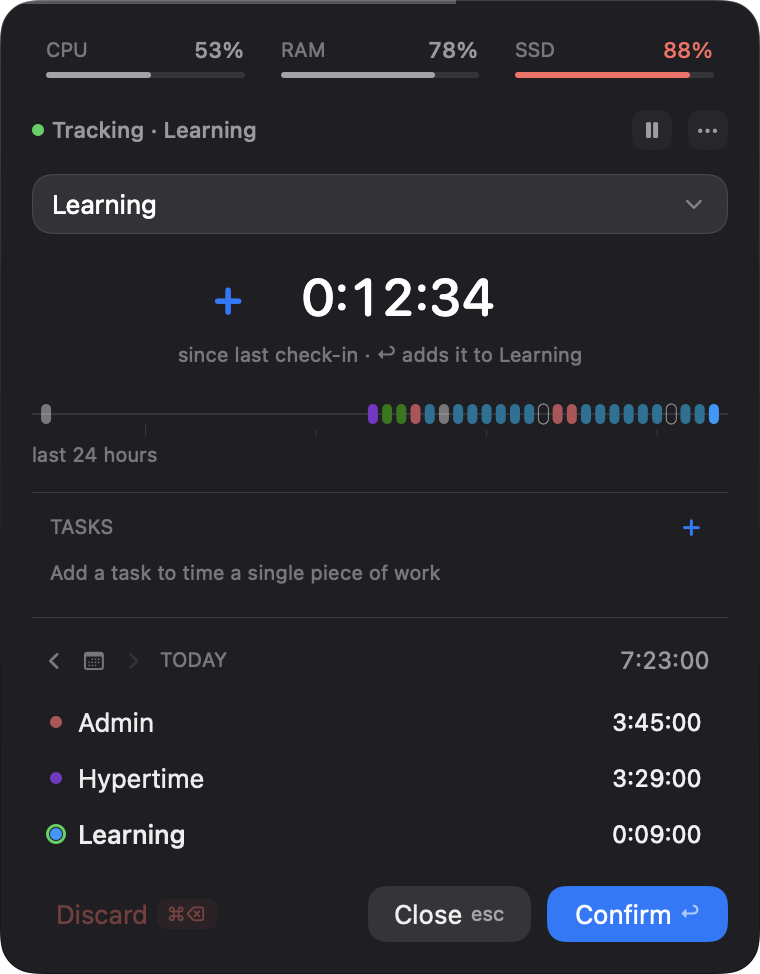 CPU 53% RAM 78% SSD 88%
Tracking · Learning
Learning
+ 0:12:34
since last check-in · ↩ adds it to Learning
last 24 hours
TASKS +
Add a task to time a single piece of work
TODAY 7:23:00
Admin 3:45:00
Hypertime 3:29:00
Learning 0:09:00
Discard ⌘⌫ Close esc Confirm ↩